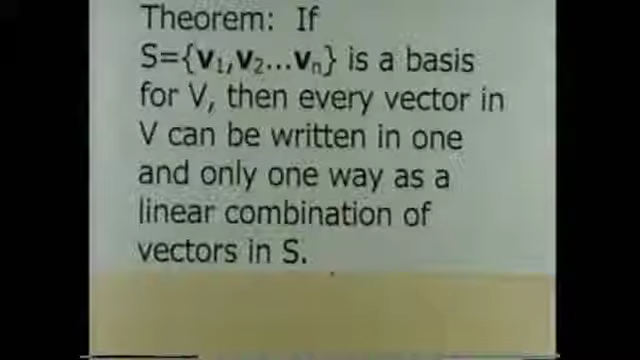 Theorem: If
S={v₁,v₂...vₙ} is a basis
for V, then every vector in
V can be written in one
and only one way as a
linear combination of
vectors in S.